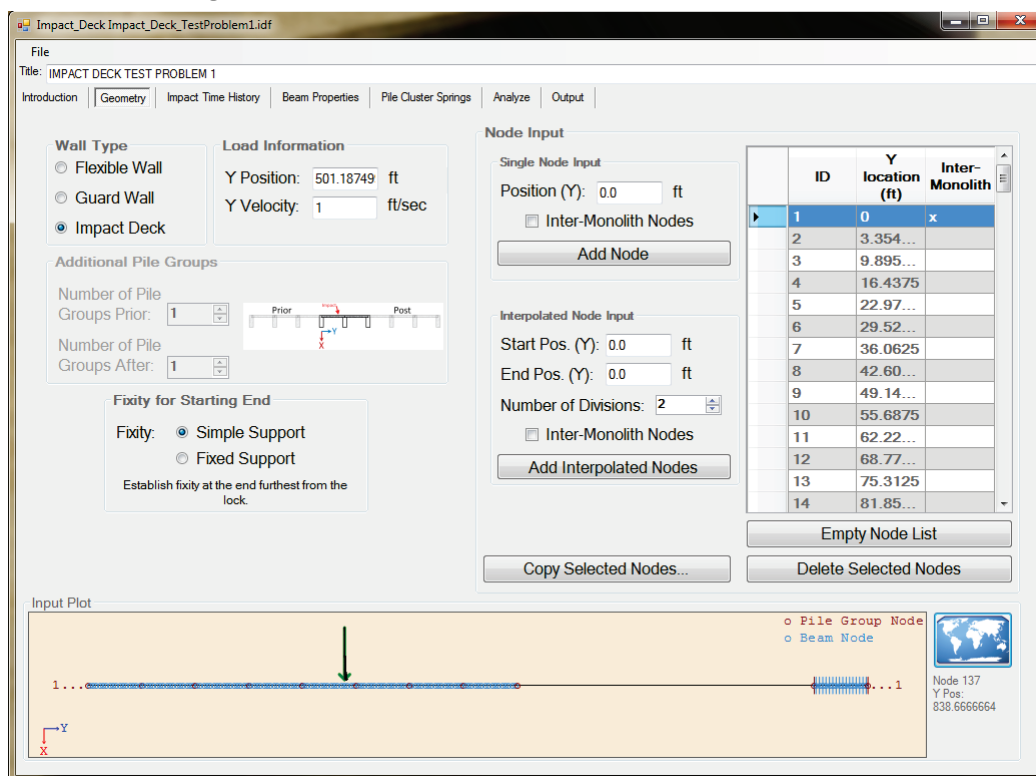 Impact_Deck Impact_Deck_TestProblem1.idf
File
Title: IMPACT DECK TEST PROBLEM 1
Introduction Geometry Impact Time History Beam Properties Pile Cluster Springs Analyze Output
Wall Type
Flexible Wall
Guard Wall
Impact Deck
Load Information
Y Position: 501.18749 ft
Y Velocity: 1 ft/sec
Additional Pile Groups
Number of Pile
Groups Prior: 1
Number of Pile
Groups After: 1
Prior Impact Post
Y
X
Fixity for Starting End
Fixity: Simple Support
Fixed Support
Establish fixity at the end furthest from the
lock.
Node Input
Single Node Input
Position (Y): 0.0 ft
Inter-Monolith Nodes
Add Node
Interpolated Node Input
Start Pos. (Y): 0.0 ft
End Pos. (Y): 0.0 ft
Number of Divisions: 2
Inter-Monolith Nodes
Add Interpolated Nodes
Copy Selected Nodes...
ID Y location (ft) Inter-Monolith
1 0 x
2 3.354...
3 9.895...
4 16.4375
5 22.97...
6 29.52...
7 36.0625
8 42.60...
9 49.14...
10 55.6875
11 62.22...
12 68.77...
13 75.3125
14 81.85...
Empty Node List
Delete Selected Nodes
Input Plot
o Pile Group Node
o Beam Node
1... ...1
Y
X
Node 137
Y Pos:
838.6666664